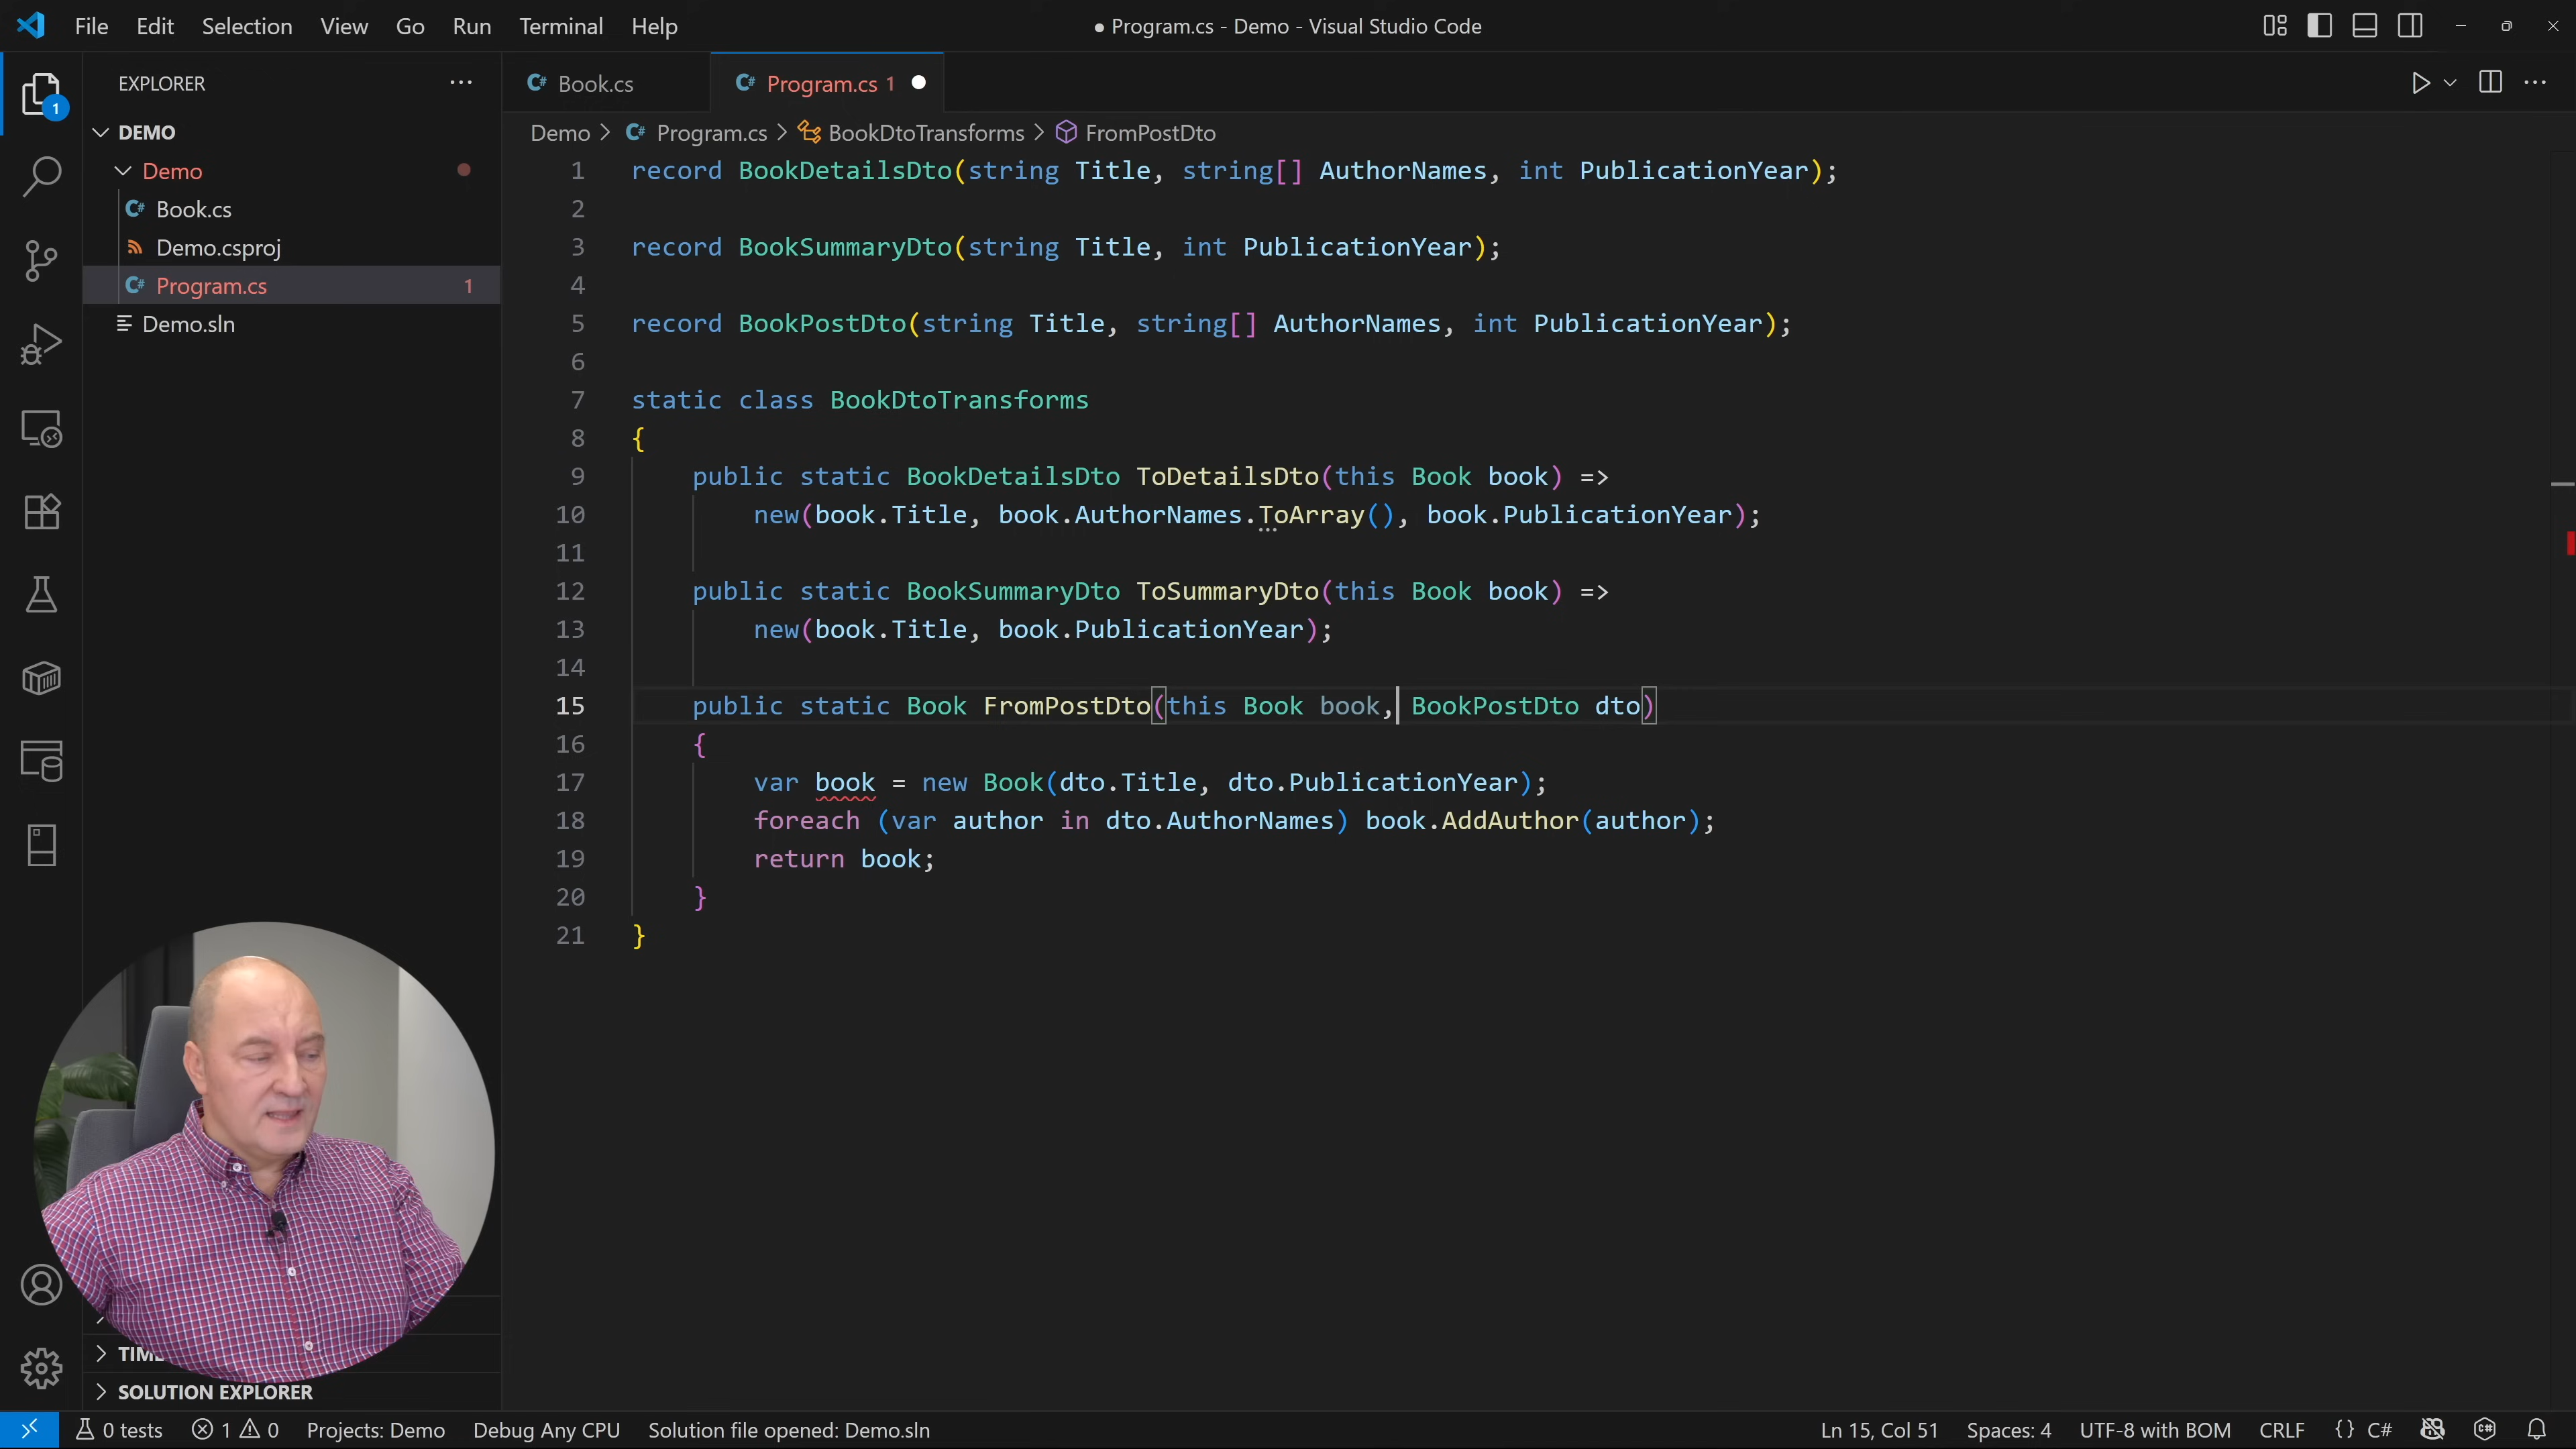 File Edit Selection View Go Run Terminal Help
● Program.cs - Demo - Visual Studio Code
EXPLORER
DEMO
Demo
Book.cs
Demo.csproj
Program.cs 1
Demo.sln
1
Book.cs
Program.cs 1
Demo > Program.cs > BookDtoTransforms > FromPostDto
1 record BookDetailsDto(string Title, string[] AuthorNames, int PublicationYear);
2
3 record BookSummaryDto(string Title, int PublicationYear);
4
5 record BookPostDto(string Title, string[] AuthorNames, int PublicationYear);
6
7 static class BookDtoTransforms
8 {
9 public static BookDetailsDto ToDetailsDto(this Book book) =>
10 new(book.Title, book.AuthorNames.ToArray(), book.PublicationYear);
11
12 public static BookSummaryDto ToSummaryDto(this Book book) =>
13 new(book.Title, book.PublicationYear);
14
15 public static Book FromPostDto(this Book book, BookPostDto dto)
16 {
17 var book = new Book(dto.Title, dto.PublicationYear);
18 foreach (var author in dto.AuthorNames) book.AddAuthor(author);
19 return book;
20 }
21 }
SOLUTION EXPLORER
0 tests 1 0 Projects: Demo Debug Any CPU Solution file opened: Demo.sln
Ln 15, Col 51 Spaces: 4 UTF-8 with BOM CRLF {} C#